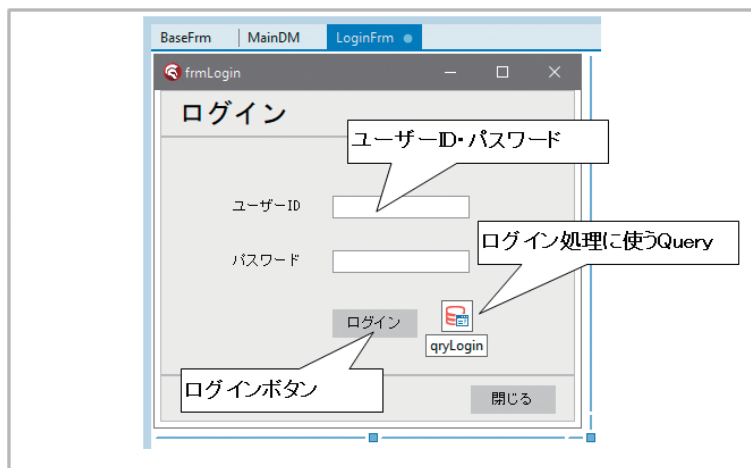 BaseFrm
MainDM
LoginFrm
frmLogin
ログイン
ユーザーID・パスワード
ユーザーID
ログイン処理に使うQuery
パスワード
ログイン
qryLogin
ログインボタン
閉じる